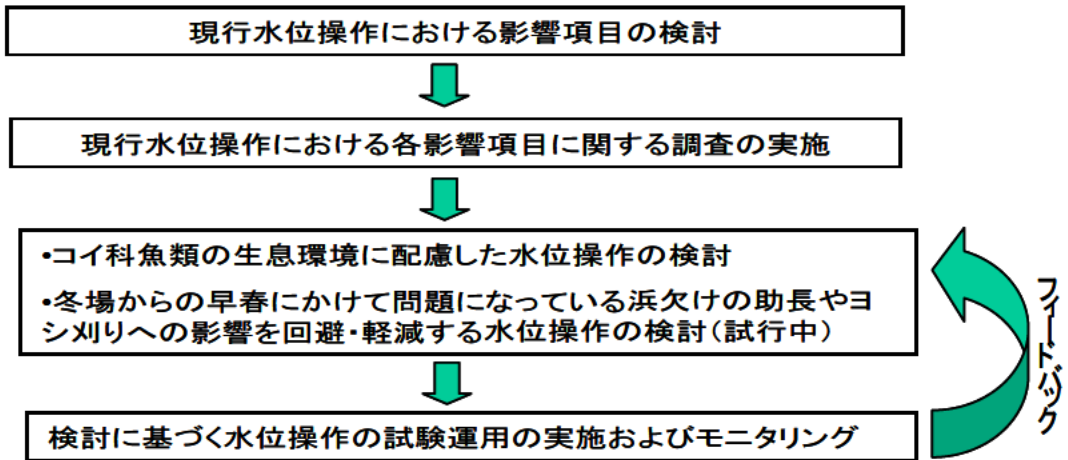 現行水位操作における影響項目の検討
現行水位操作における各影響項目に関する調査の実施
•コイ科魚類の生息環境に配慮した水位操作の検討
•冬場からの早春にかけて問題になっている浜欠けの助長やヨ
シ刈りへの影響を回避・軽減する水位操作の検討(試行中)
フィードバック
検討に基づく水位操作の試験運用の実施およびモニタリング